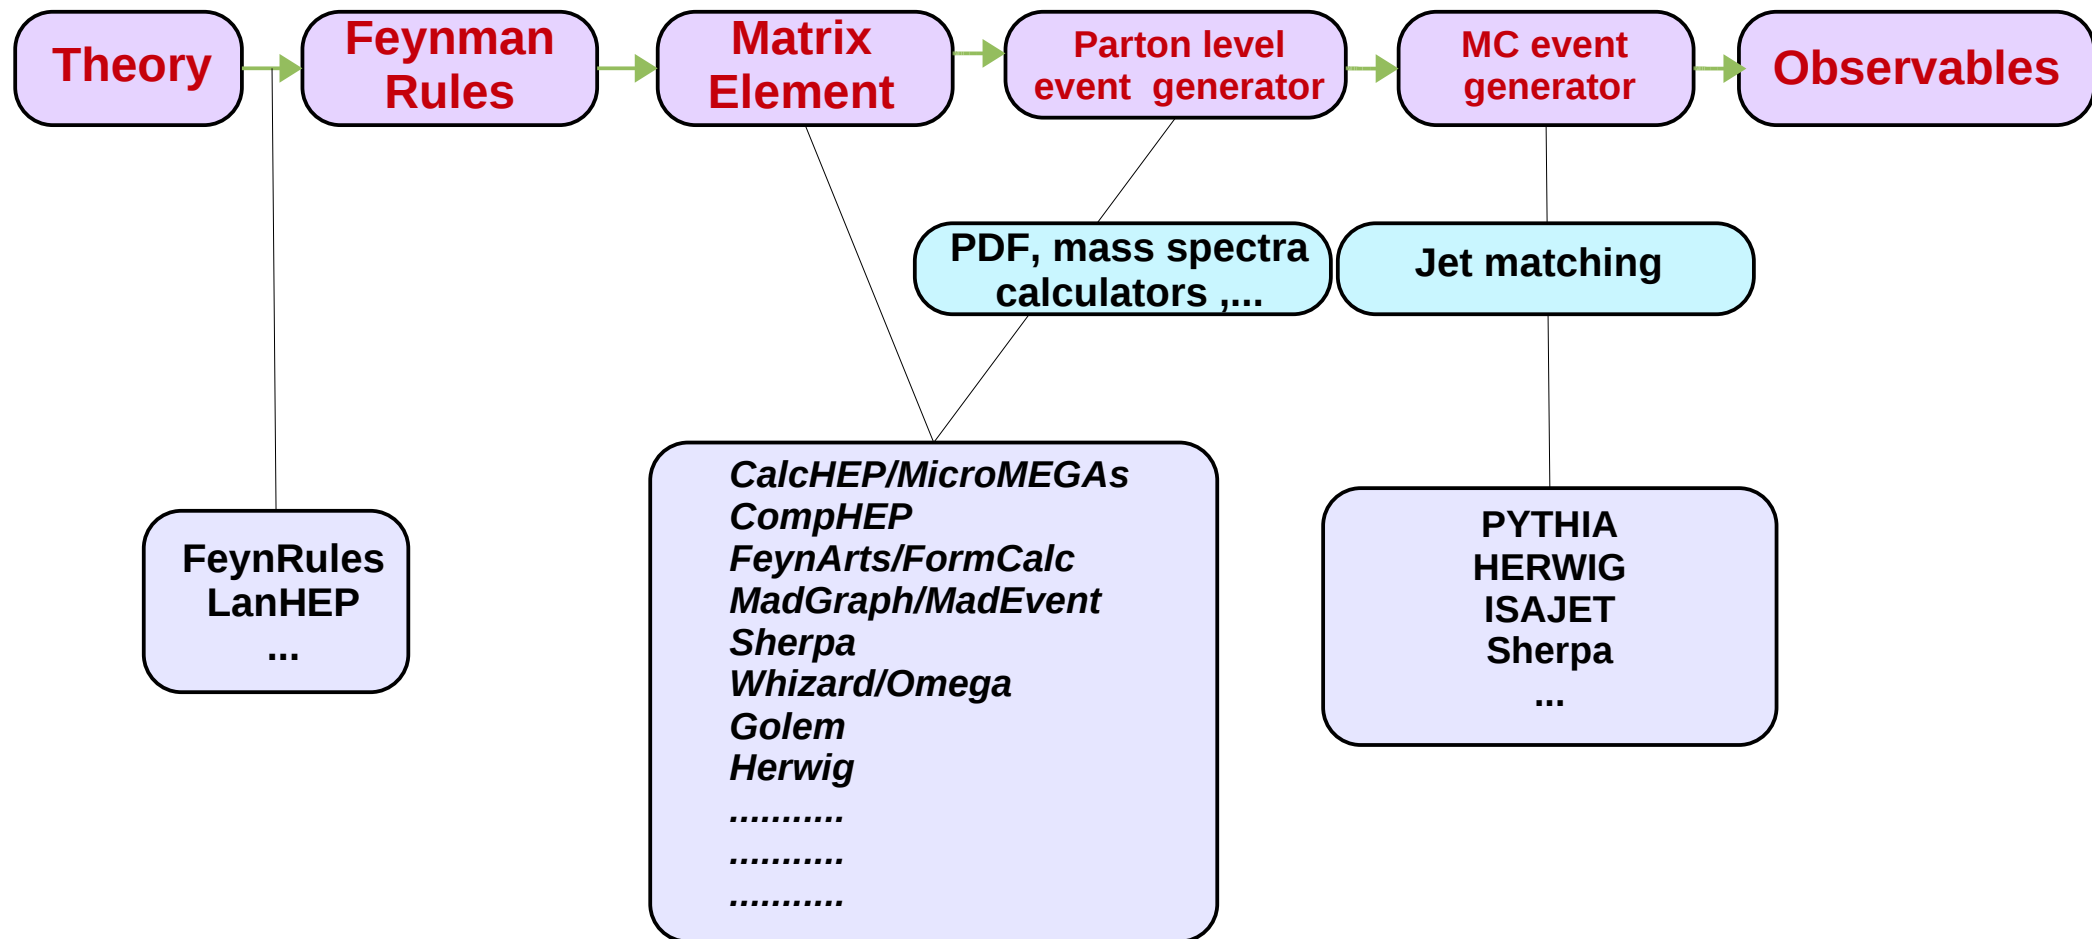 Theory
Feynman
Rules
Matrix
Element
Parton level
event generator
MC event
generator
Observables
PDF, mass spectra
calculators ,...
Jet matching
FeynRules
LanHEP
...
CalcHEP/MicroMEGAs
CompHEP
FeynArts/FormCalc
MadGraph/MadEvent
Sherpa
Whizard/Omega
Golem
Herwig
...........
...........
...........
PYTHIA
HERWIG
ISAJET
Sherpa
...